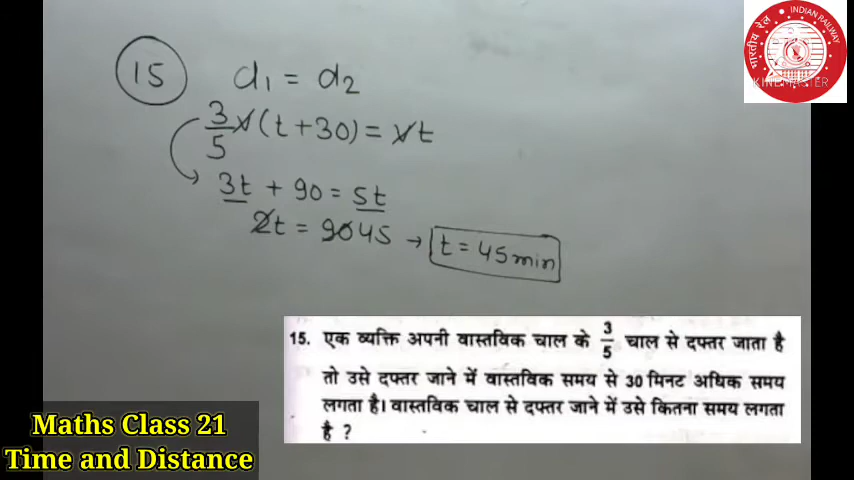 15
d₁ = d₂
3/5 v (t + 30) = v t
3t + 90 = 5t
2t = 90 45 → t = 45 min
भारतीय रेल INDIAN RAILWAY
KINEMASTER
15. एक व्यक्ति अपनी वास्तविक चाल के 3/5 चाल से दफ्तर जाता है
तो उसे दफ्तर जाने में वास्तविक समय से 30 मिनट अधिक समय
लगता है। वास्तविक चाल से दफ्तर जाने में उसे कितना समय लगता
है ?
Maths Class 21
Time and Distance